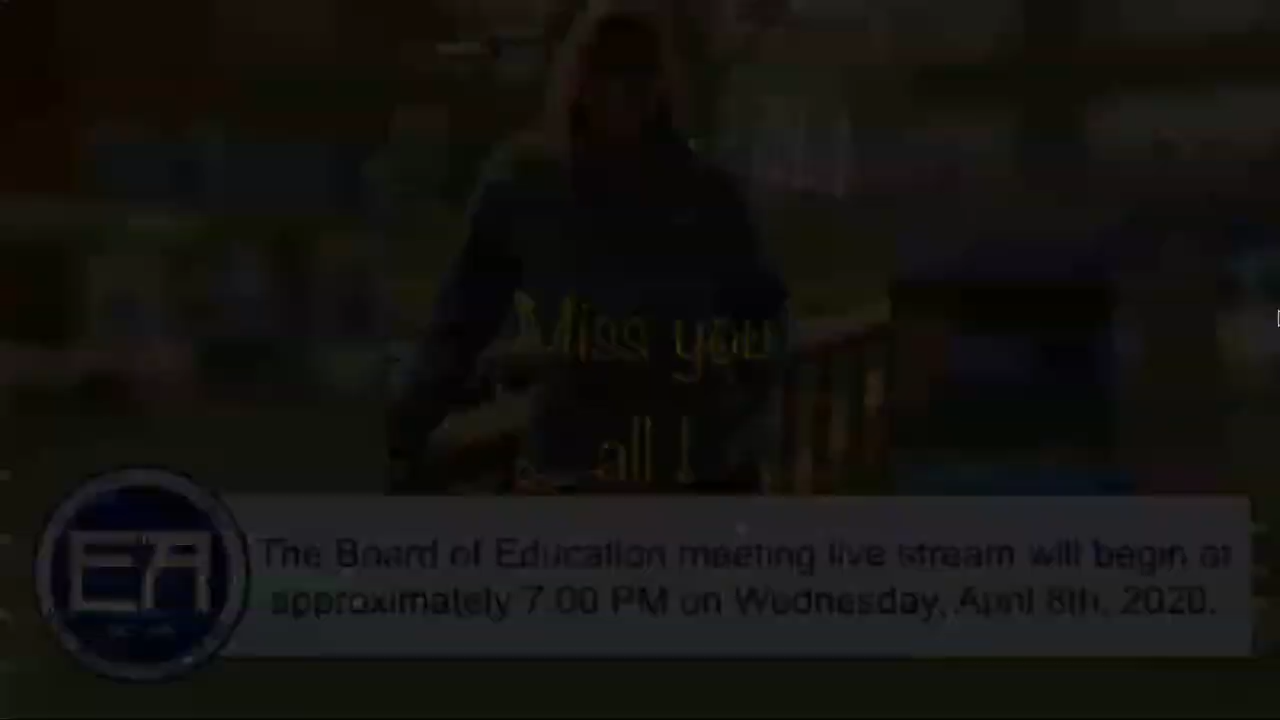 Miss you
all !
EA
The Board of Education meeting live stream will begin at
approximately 7:00 PM on Wednesday, April 8th, 2020.